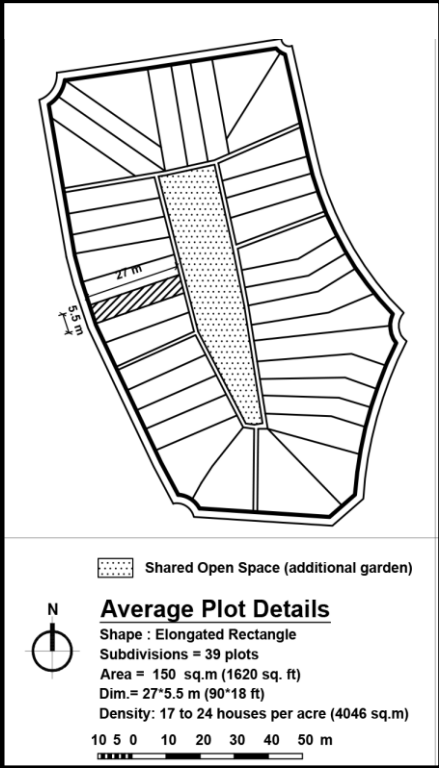 27 m
5.5 m
Shared Open Space (additional garden)
N
Average Plot Details
Shape : Elongated Rectangle
Subdivisions = 39 plots
Area = 150 sq.m (1620 sq. ft)
Dim.= 27*5.5 m (90*18 ft)
Density: 17 to 24 houses per acre (4046 sq.m)
10 5 0 10 20 30 40 50 m